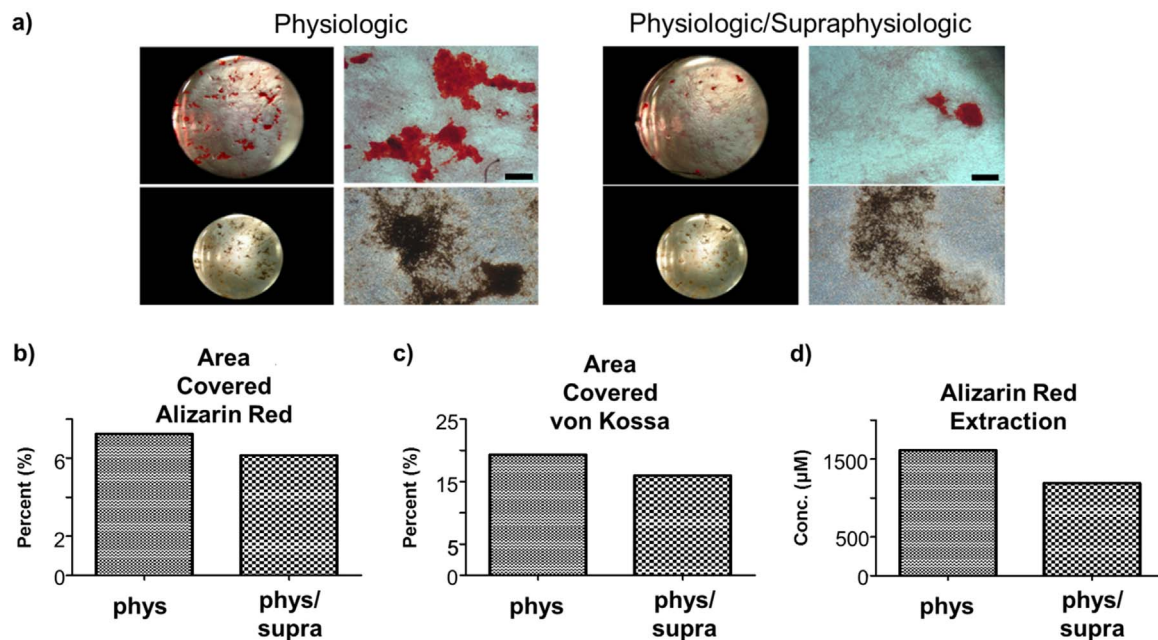 a)
Physiologic
Physiologic/Supraphysiologic
b)
Area
Covered
Alizarin Red
Percent (%)
6
2
0
phys
phys/
supra
c)
Area
Covered
von Kossa
Percent (%)
25
15
5
0
phys
phys/
supra
d)
Alizarin Red
Extraction
Conc. (µM)
1500
500
0
phys
phys/
supra